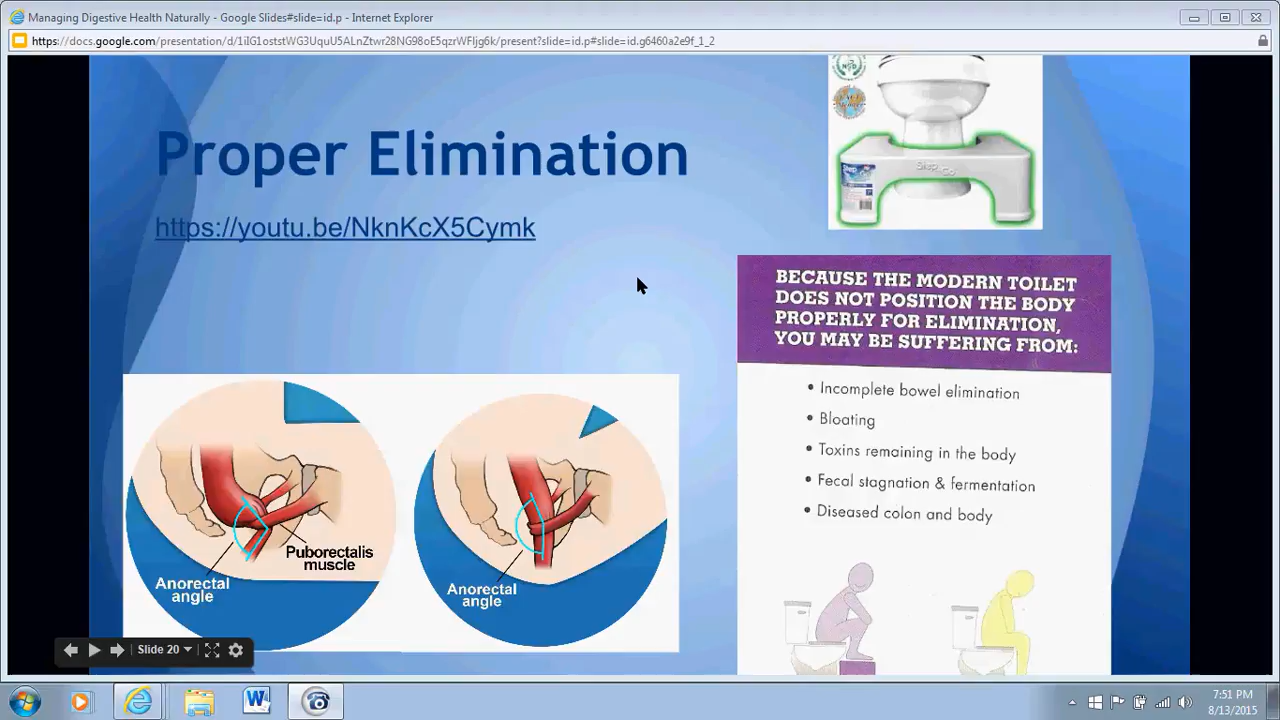 Managing Digestive Health Naturally - Google Slides#slide=id.p - Internet Explorer
https://docs.google.com/presentation/d/1iIG1oststWG3UquU5ALnZtwr28NG98oE5qzrWFIjg6k/present?slide=id.p#slide=id.g6460a2e9f_1_2
Proper Elimination
https://youtu.be/NknKcX5Cymk
BECAUSE THE MODERN TOILET
DOES NOT POSITION THE BODY
PROPERLY FOR ELIMINATION,
YOU MAY BE SUFFERING FROM:
• Incomplete bowel elimination
• Bloating
• Toxins remaining in the body
• Fecal stagnation & fermentation
• Diseased colon and body
Puborectalis
muscle
Anorectal
angle
Anorectal
angle
Slide 20
7:51 PM
8/13/2015